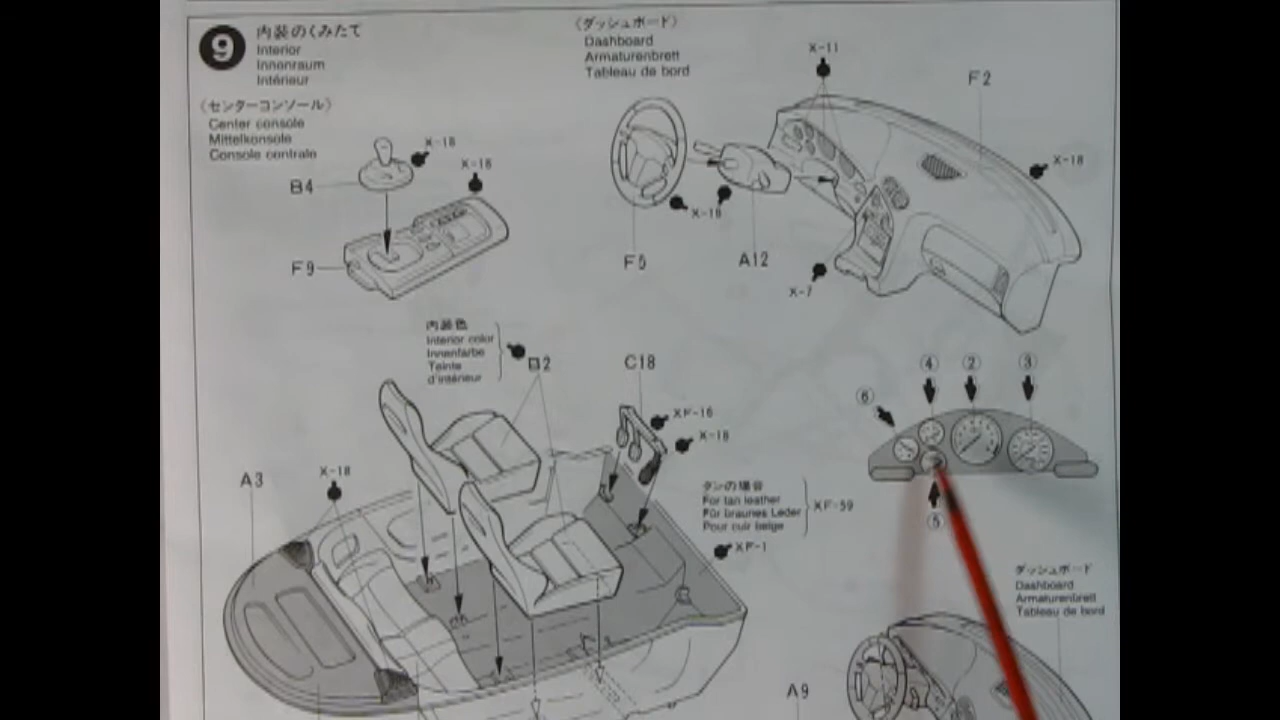 9
内装のくみたて
Interior
Innenraum
Intérieur
《センターコンソール》
Center console
Mittelkonsole
Console centrale
X-18
X-18
B4
F9
《ダッシュボード》
Dashboard
Armaturenbrett
Tableau de bord
X-11
F2
X-18
X-18
F5
A12
X-7
内装色
Interior color
Innenfarbe
Teinte
d'intérieur
B2
C18
XF-16
X-18
A3
X-18
タンの場合
For tan leather
Für braunes Leder
Pour cuir beige
XF-59
XF-1
④
②
③
⑥
⑤
ダッシュボード
Dashboard
Armaturenbrett
Tableau de bord
A9